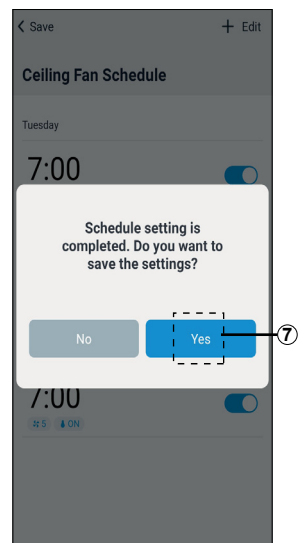 Save + Edit
Ceiling Fan Schedule
Tuesday
7:00
Schedule setting is
completed. Do you want to
save the settings?
No Yes ⑦
7:00
5 ON